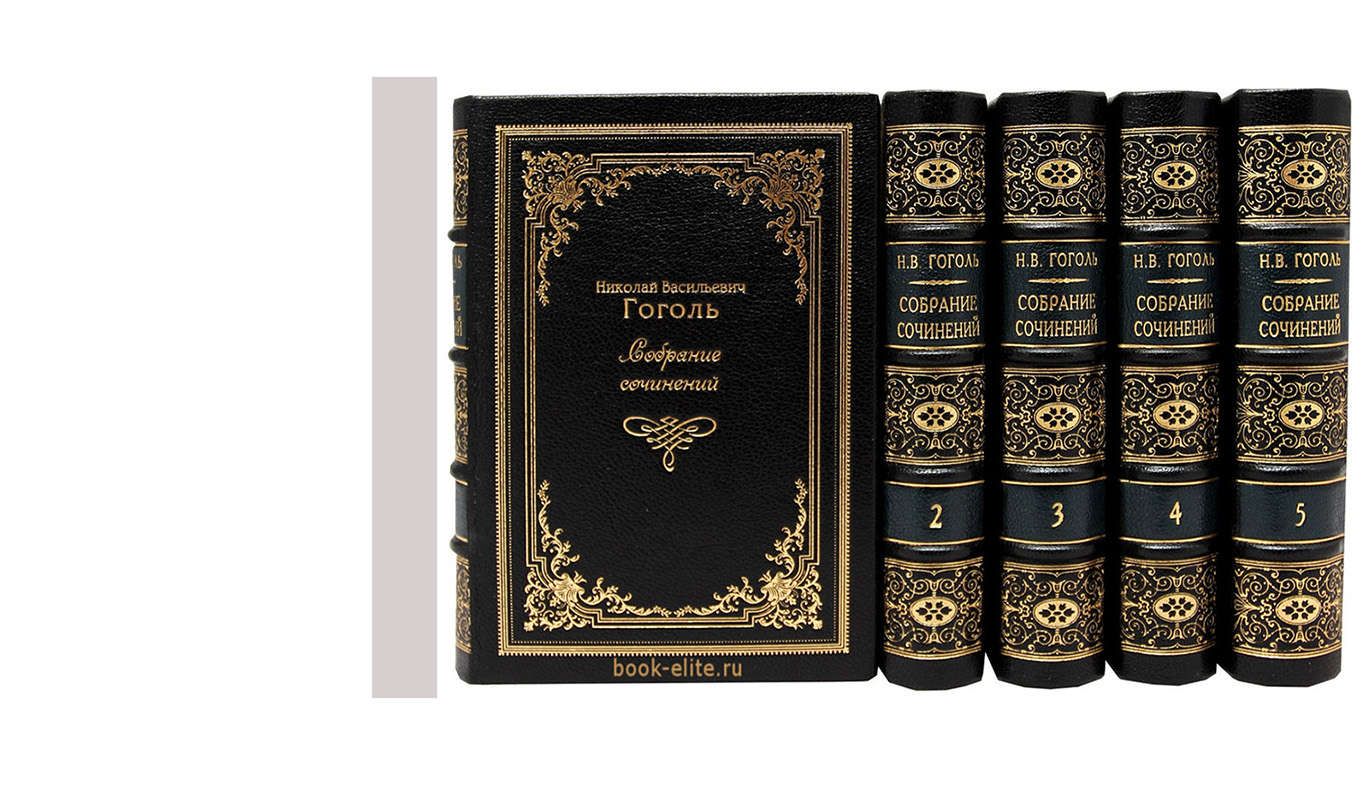 Николай Васильевич
Гоголь
Собрание
сочинений
book-elite.ru
Н.В. ГОГОЛЬ
СОБРАНИЕ
СОЧИНЕНИЙ
2
Н.В. ГОГОЛЬ
СОБРАНИЕ
СОЧИНЕНИЙ
3
Н.В. ГОГОЛЬ
СОБРАНИЕ
СОЧИНЕНИЙ
4
Н.В. ГОГОЛЬ
СОБРАНИЕ
СОЧИНЕНИЙ
5